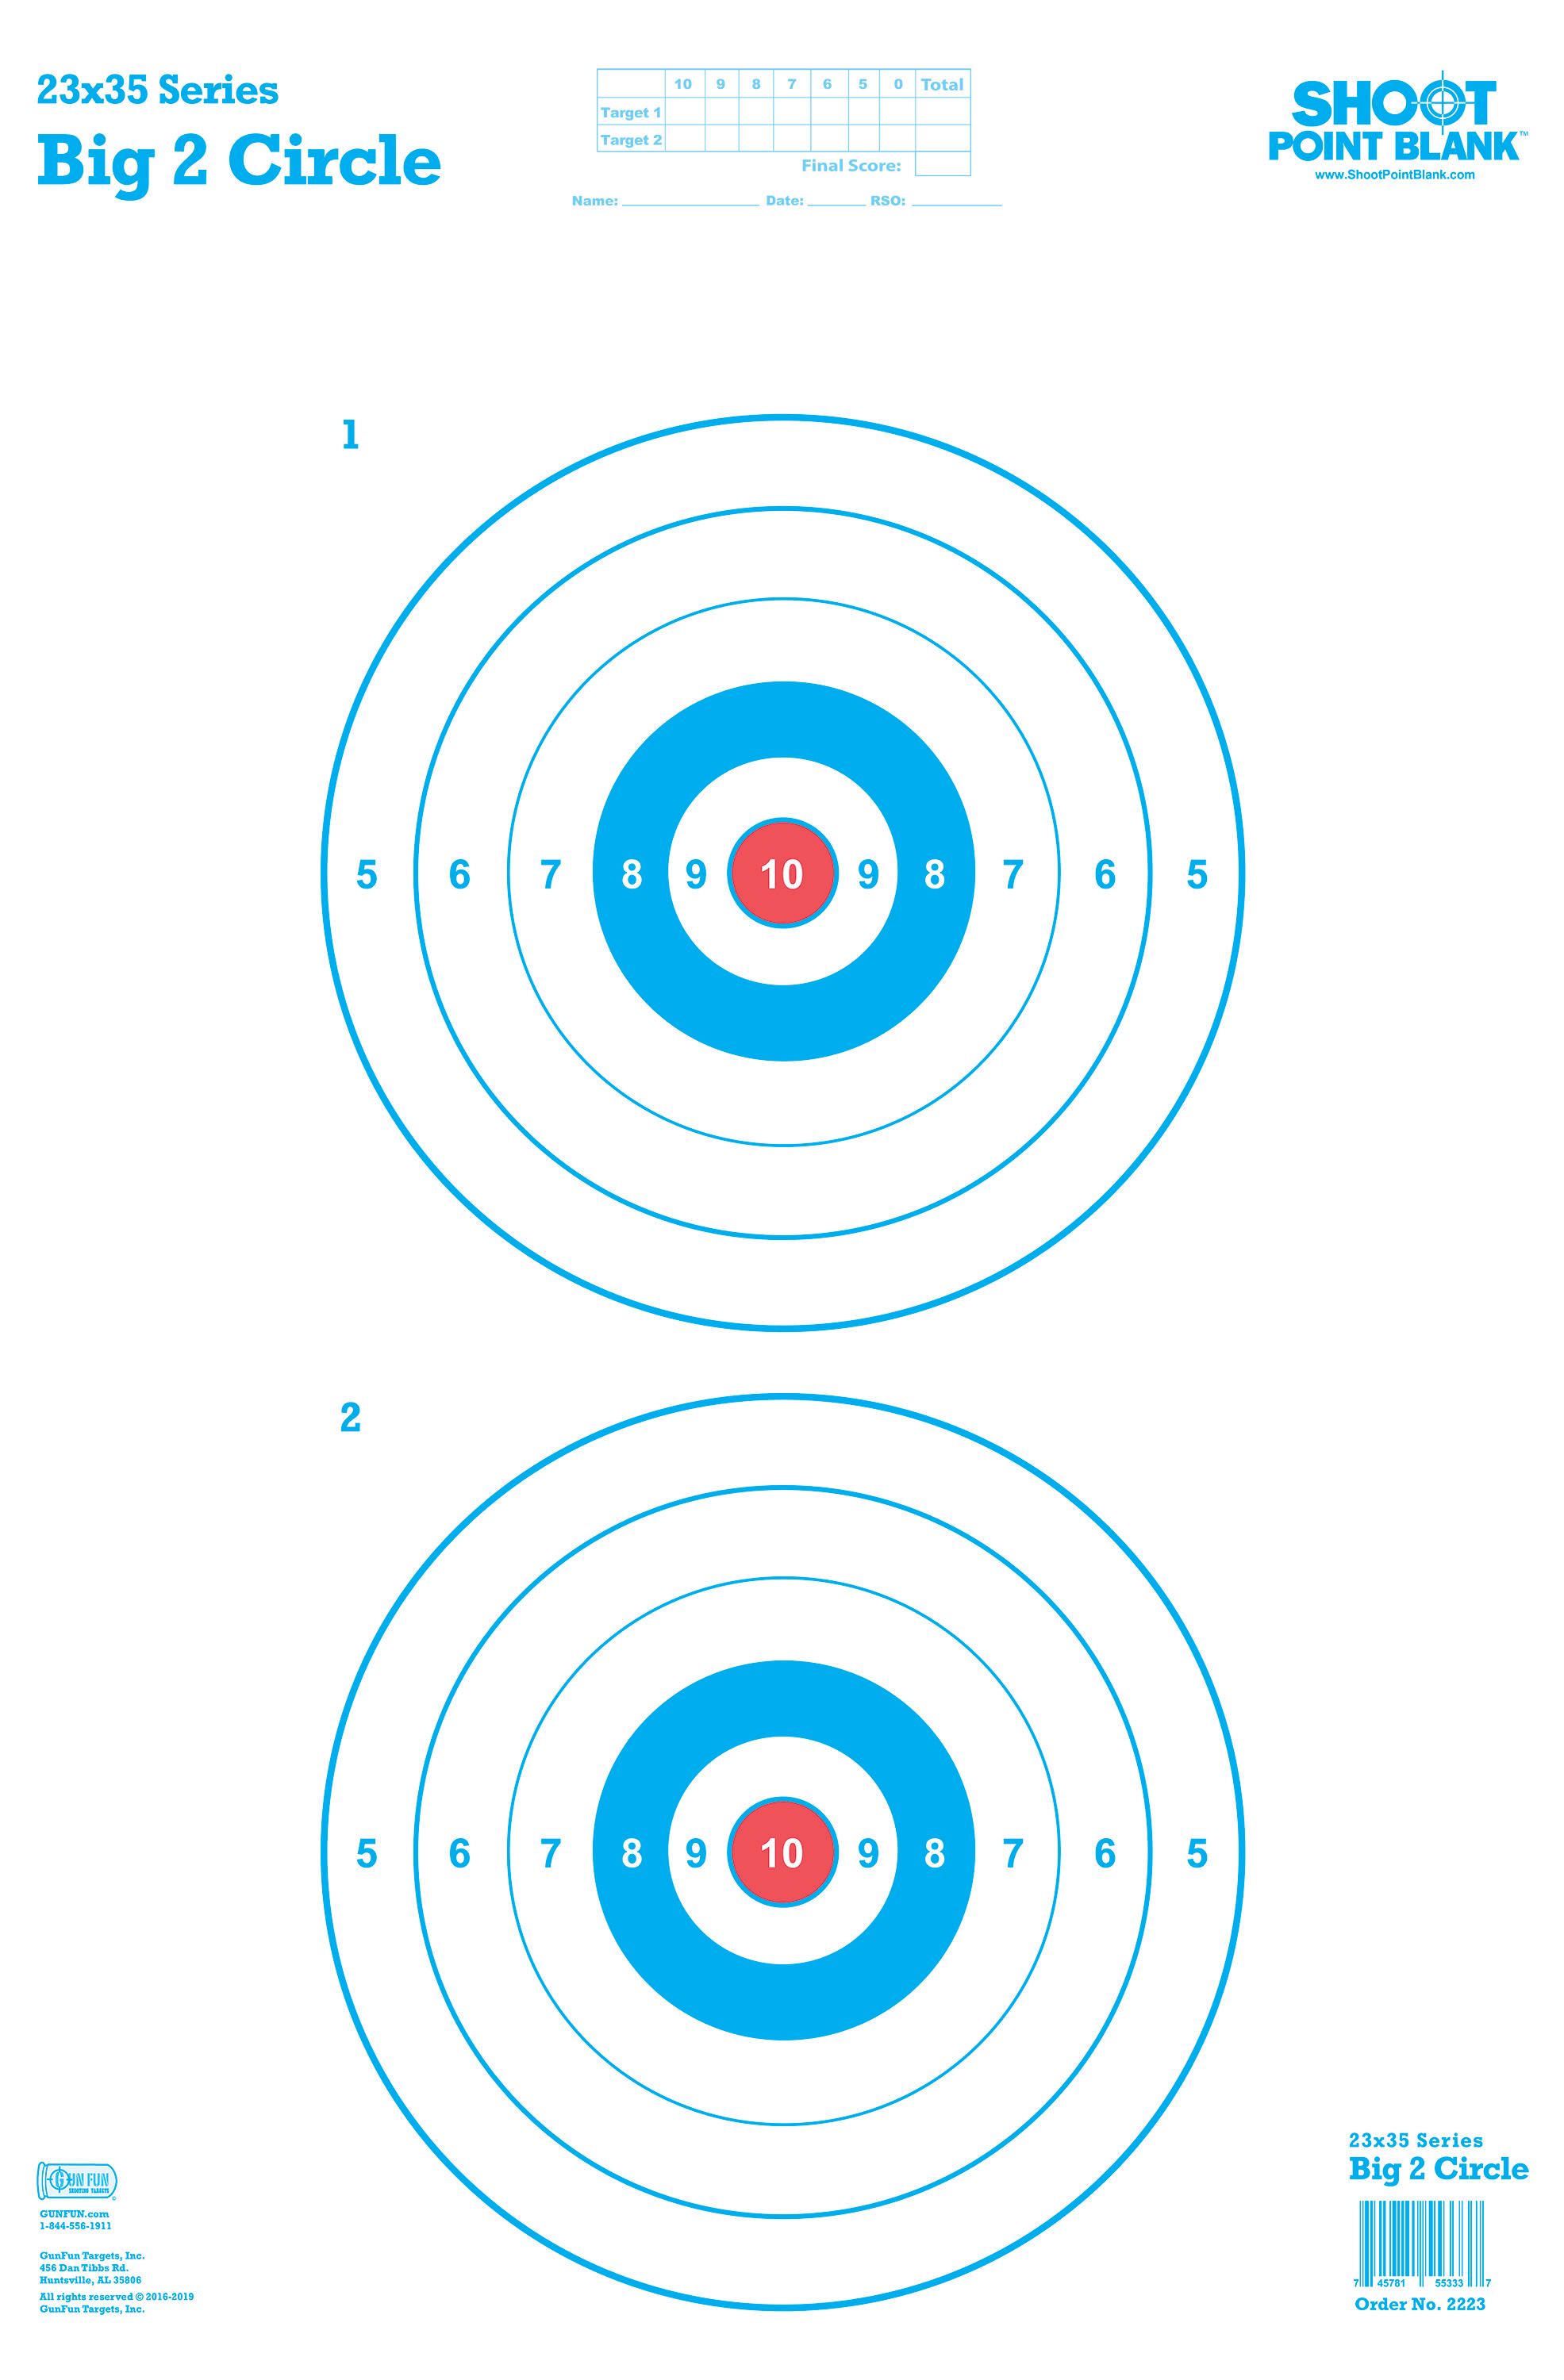 23x35 Series
Big 2 Circle
10 9 8 7 6 5 0 Total
Target 1
Target 2
Final Score:
Name: Date: RSO:
SHOOT
POINT BLANK™
www.ShootPointBlank.com
1
5 6 7 8 9 10 9 8 7 6 5
2
5 6 7 8 9 10 9 8 7 6 5
GUN FUN
SHOOTING TARGETS
©
GUNFUN.com
1-844-556-1911
GunFun Targets, Inc.
456 Dan Tibbs Rd.
Huntsville, AL 35806
All rights reserved © 2016-2019
GunFun Targets, Inc.
23x35 Series
Big 2 Circle
7 45781 55333 7
Order No. 2223